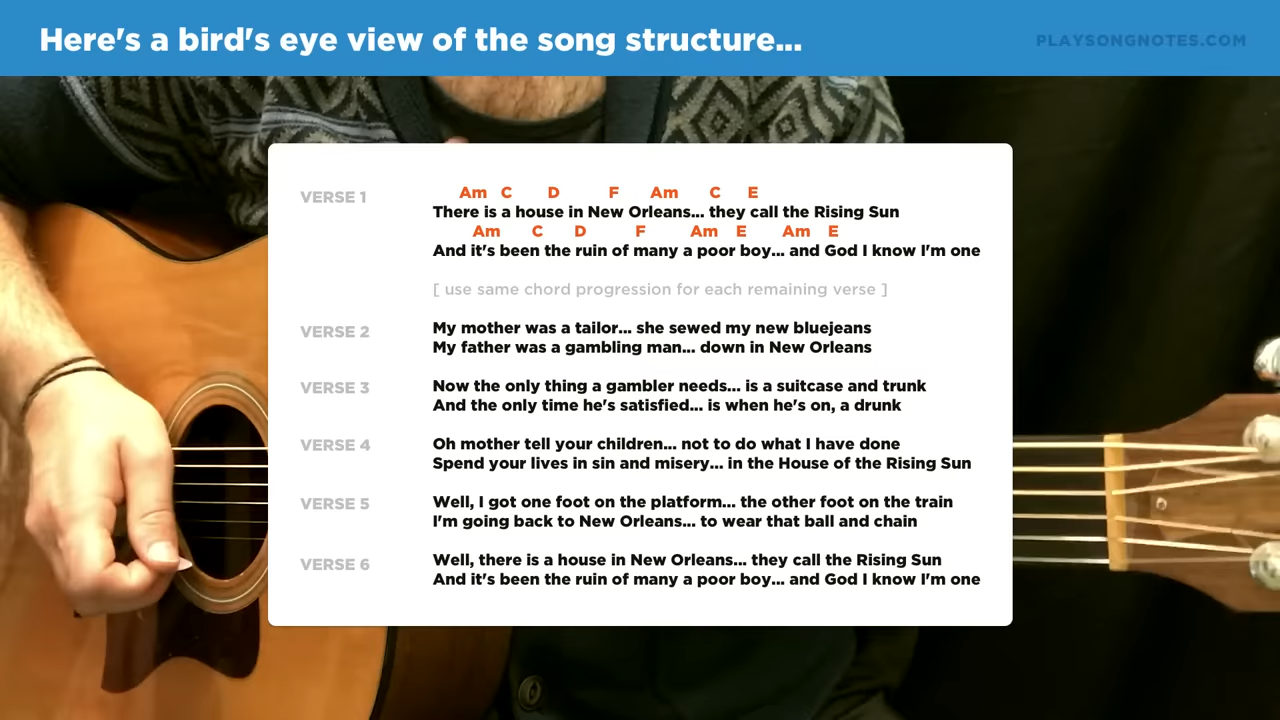 Here's a bird's eye view of the song structure...
PLAYSONGNOTES.COM
VERSE 1
Am C D F Am C E
There is a house in New Orleans... they call the Rising Sun
Am C D F Am E Am E
And it's been the ruin of many a poor boy... and God I know I'm one
[ use same chord progression for each remaining verse ]
VERSE 2
My mother was a tailor... she sewed my new bluejeans
My father was a gambling man... down in New Orleans
VERSE 3
Now the only thing a gambler needs... is a suitcase and trunk
And the only time he's satisfied... is when he's on, a drunk
VERSE 4
Oh mother tell your children... not to do what I have done
Spend your lives in sin and misery... in the House of the Rising Sun
VERSE 5
Well, I got one foot on the platform... the other foot on the train
I'm going back to New Orleans... to wear that ball and chain
VERSE 6
Well, there is a house in New Orleans... they call the Rising Sun
And it's been the ruin of many a poor boy... and God I know I'm one